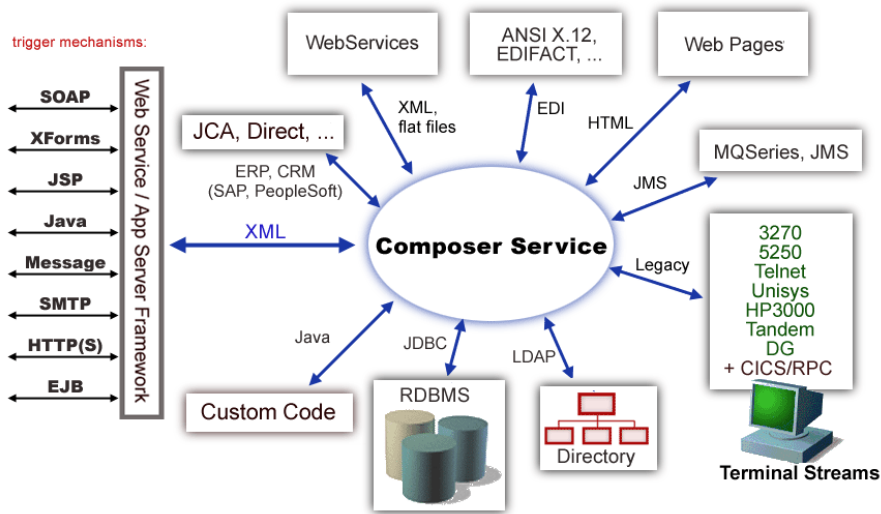 trigger mechanisms:
SOAP
XForms
JSP
Java
Message
SMTP
HTTP(S)
EJB
Web Service / App Server Framework
XML
WebServices
XML,
flat files
ANSI X.12,
EDIFACT, ...
EDI
Web Pages
HTML
JCA, Direct, ...
ERP, CRM
(SAP, PeopleSoft)
MQSeries, JMS
JMS
Composer Service
Legacy
3270
5250
Telnet
Unisys
HP3000
Tandem
DG
+ CICS/RPC
Terminal Streams
Java
Custom Code
JDBC
RDBMS
LDAP
Directory